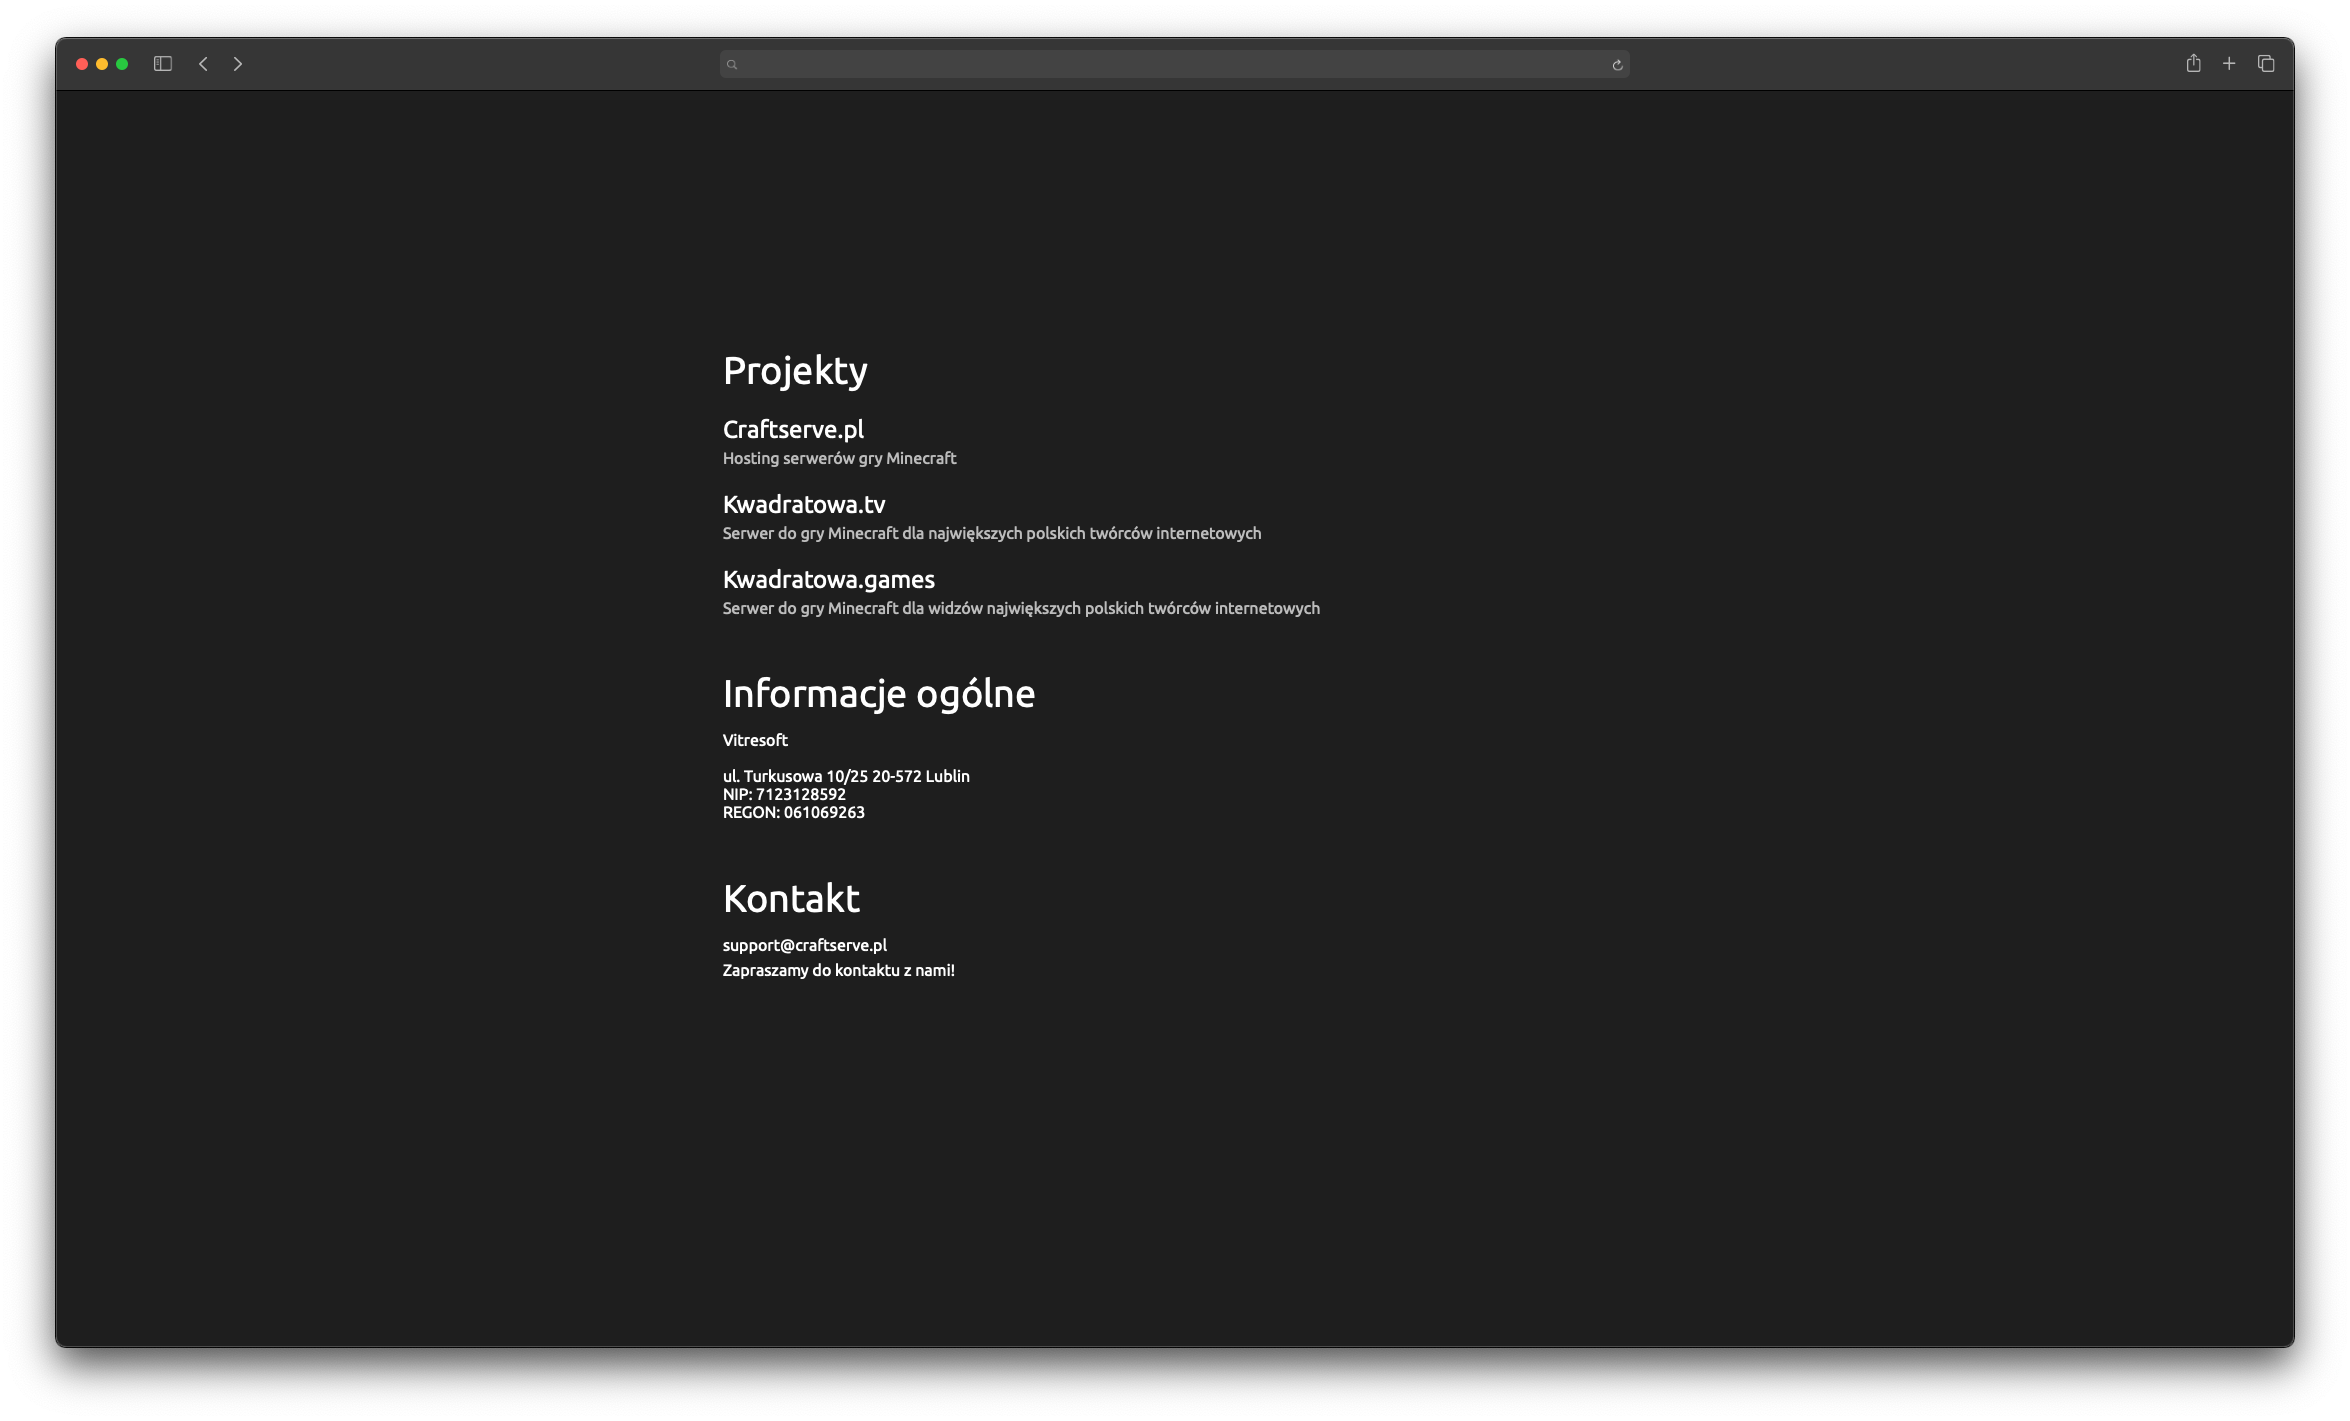 Projekty
Craftserve.pl
Hosting serwerów gry Minecraft
Kwadratowa.tv
Serwer do gry Minecraft dla największych polskich twórców internetowych
Kwadratowa.games
Serwer do gry Minecraft dla widzów największych polskich twórców internetowych
Informacje ogólne
Vitresoft
ul. Turkusowa 10/25 20-572 Lublin
NIP: 7123128592
REGON: 061069263
Kontakt
support@craftserve.pl
Zapraszamy do kontaktu z nami!